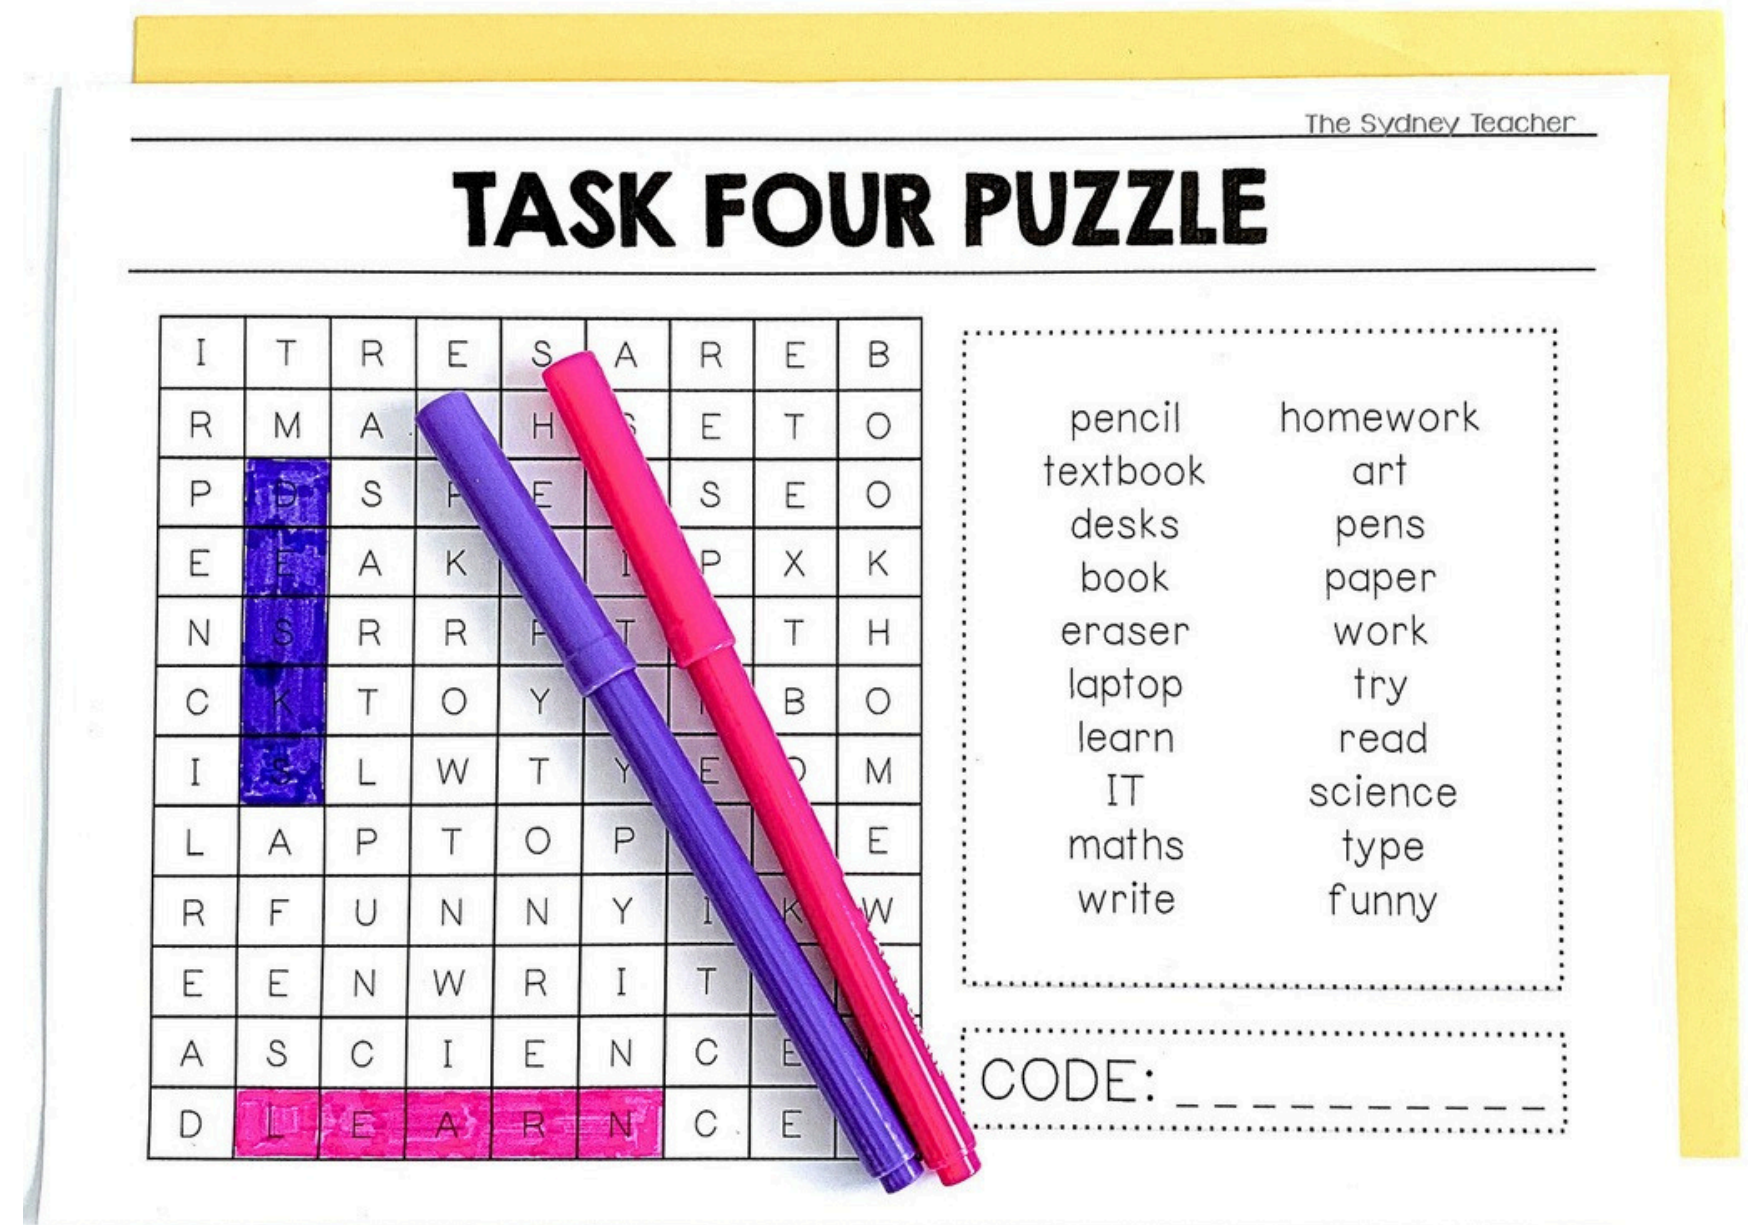 The Sydney Teacher
TASK FOUR PUZZLE
I T R E S A R E B
R M A H S E T O
P D S P E S E O
E E A K I P X K
N S R R P T T H
C K T O Y B O
I S L W T Y E O M
L A P T O P E
R F U N N Y I K W
E E N W R I T
A S C I E N C E
D L E A R N C E
pencil homework
textbook art
desks pens
book paper
eraser work
laptop try
learn read
IT science
maths type
write funny
CODE: _ _ _ _ _ _ _ _ _ _